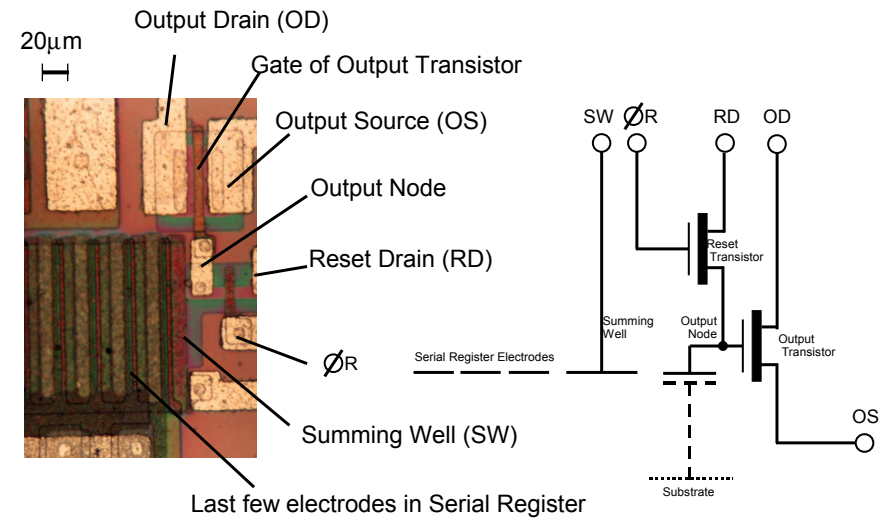 Output Drain (OD)
20μm
Gate of Output Transistor
Output Source (OS)
Output Node
Reset Drain (RD)
ØR
Summing Well (SW)
Last few electrodes in Serial Register
SW ØR RD OD
Reset
Transistor
Summing
Well
Output
Node
Output
Transistor
Serial Register Electrodes
OS
Substrate